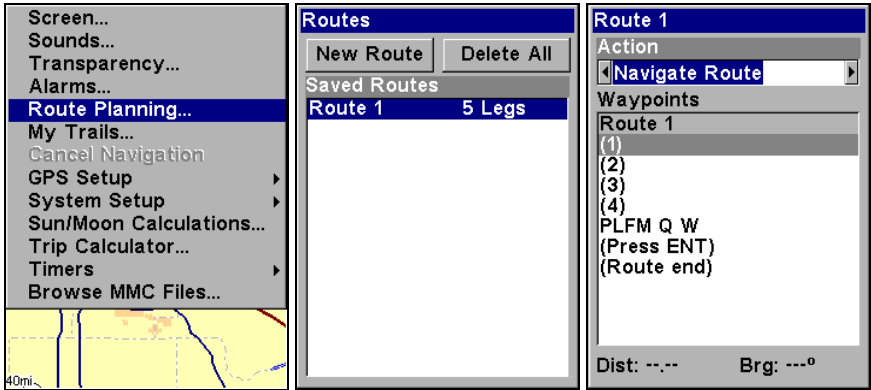 Screen...
Sounds...
Transparency...
Alarms...
Route Planning...
My Trails...
Cancel Navigation
GPS Setup
System Setup
Sun/Moon Calculations...
Trip Calculator...
Timers
Browse MMC Files...
40mi
Routes
New Route Delete All
Saved Routes
Route 1 5 Legs
Route 1
Action
Navigate Route
Waypoints
Route 1
(1)
(2)
(3)
(4)
PLFM Q W
(Press ENT)
(Route end)
Dist: --.-- Brg: ---º